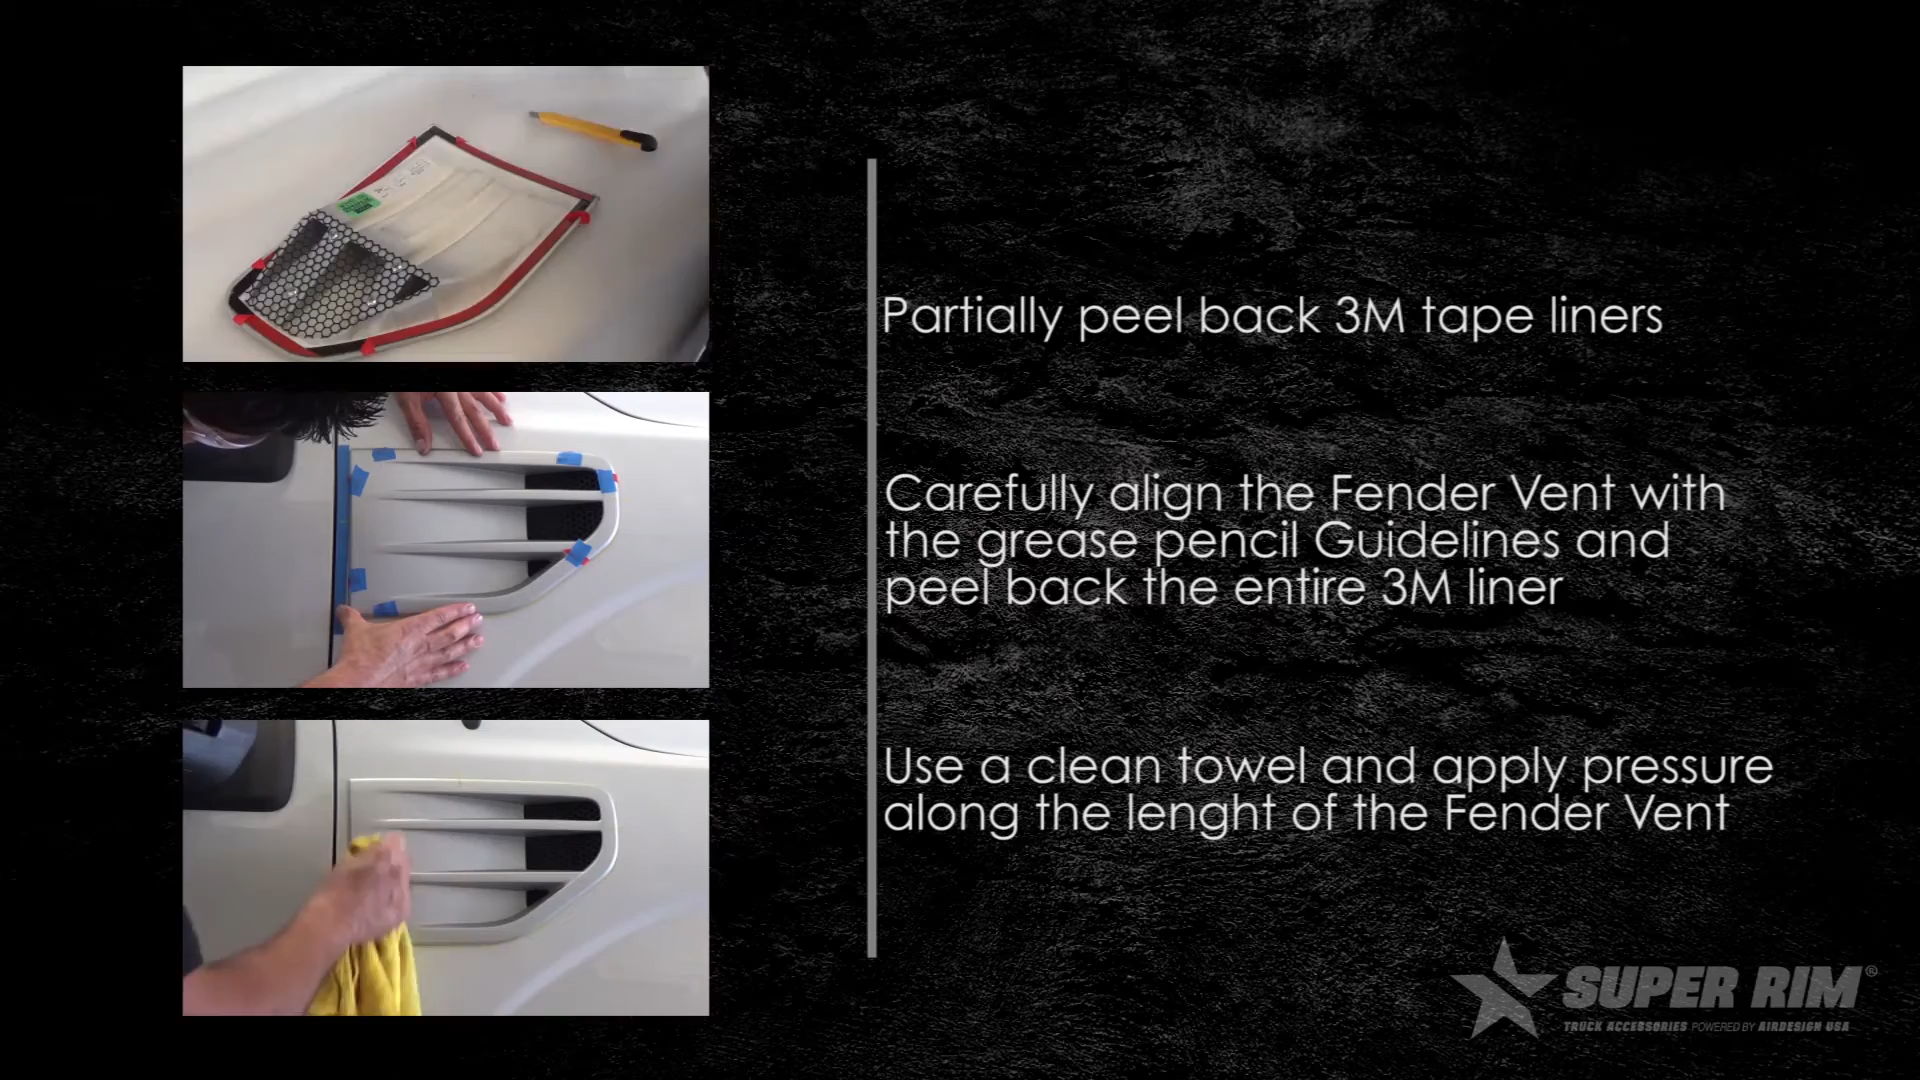 Partially peel back 3M tape liners
Carefully align the Fender Vent with
the grease pencil Guidelines and
peel back the entire 3M liner
Use a clean towel and apply pressure
along the lenght of the Fender Vent
SUPER RIM®
TRUCK ACCESSORIES POWERED BY AIRDESIGN USA